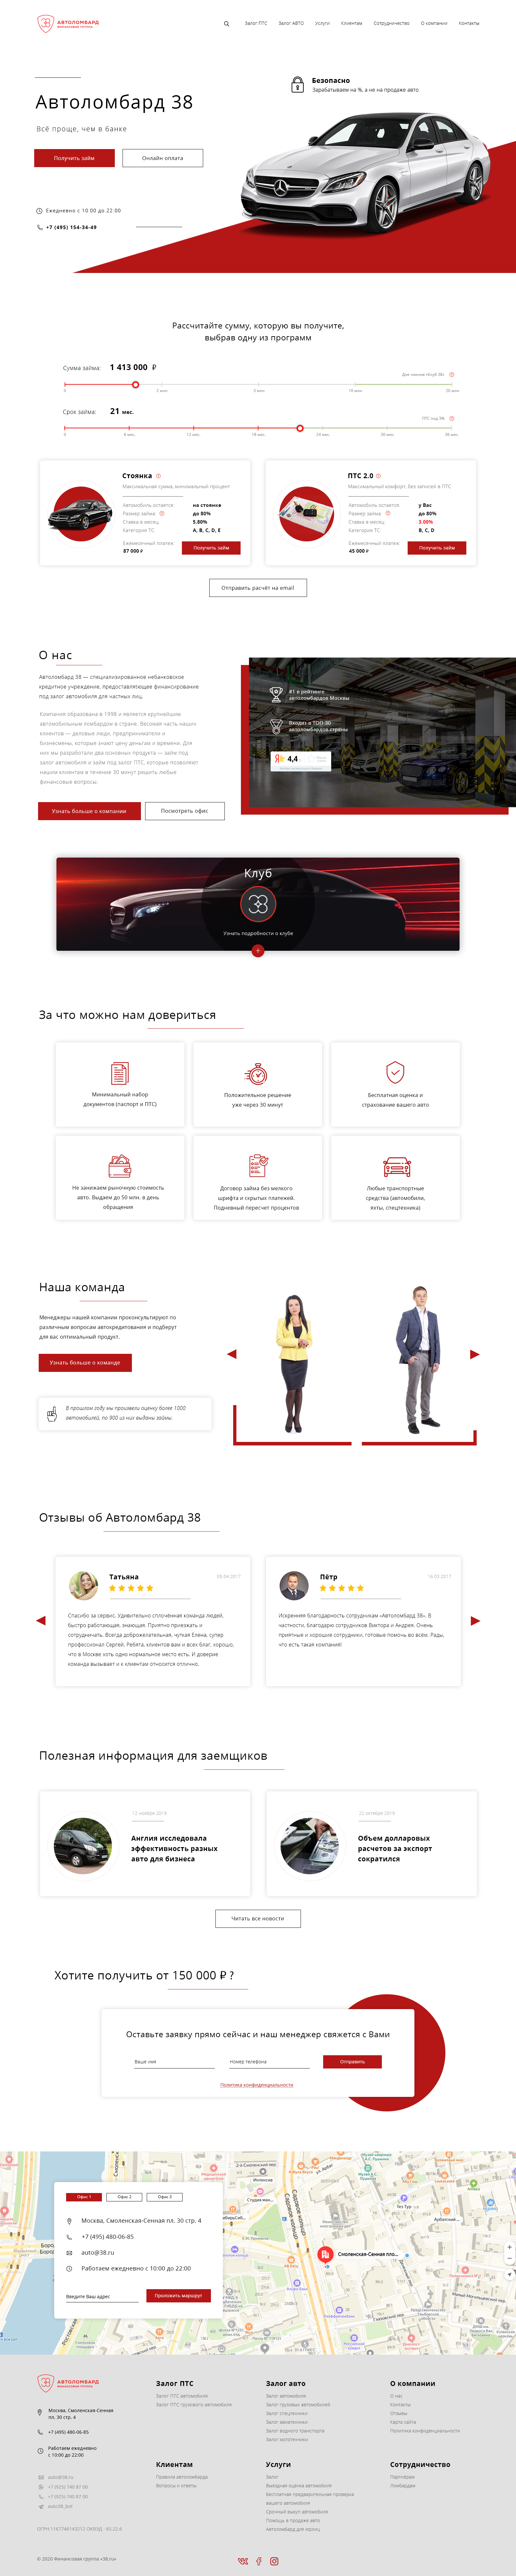 АВТОЛОМБАРД
ФИНАНСОВАЯ ГРУППА
Залог ПТС
Залог АВТО
Услуги
Клиентам
Сотрудничество
О компании
Контакты
Безопасно
Зарабатываем на %, а не на продаже авто
Автоломбард 38
Всё проще, чем в банке
Получить займ
Онлайн оплата
Ежедневно с 10:00 до 22:00
+7 (495) 154-34-49
Рассчитайте сумму, которую вы получите,
выбрав одну из программ
Сумма займа: 1 413 000 ₽
Для членов «Клуб 38»
0
20 млн
Срок займа: 21 мес.
ПТС под 3%
0
6 мес.
12 мес.
18 мес.
24 мес.
30 мес.
36 мес.
Стоянка
Максимальная сумма, минимальный процент
Автомобиль остается: на стоянке
Размер займа: до 80%
Ставка в месяц: 5.80%
Категория ТС: A, B, C, D, E
Ежемесячный платеж:
87 000 ₽
Получить займ
ПТС 2.0
Максимальный комфорт, без записей в ПТС
Автомобиль остается: у Вас
Размер займа: до 80%
Ставка в месяц: 3.00%
Категория ТС: B, C, D
Ежемесячный платеж:
45 000 ₽
Получить займ
Отправить расчёт на email
О нас
Автоломбард 38 — специализированное небанковское
кредитное учреждение, предоставляющее финансирование
под залог автомобиля для частных лиц.
Компания образована в 1998 и является крупнейшим
автомобильным ломбардом в стране. Весомая часть наших
клиентов — деловые люди, предприниматели и
бизнесмены, которые знают цену деньгам и времени. Для
них мы разработали два основных продукта — займ под
залог автомобиля и займ под залог ПТС, которые позволяют
нашим клиентам в течение 30 минут решить любые
финансовые вопросы.
#1 в рейтинге
автоломбардов Москвы
Входит в ТОП-30
автоломбардов страны
Я 4,4
Узнать больше о компании
Посмотреть офис
Клуб
38
Узнать подробности о клубе
+
За что можно нам довериться
Минимальный набор
документов (паспорт и ПТС)
Положительное решение
уже через 30 минут
Бесплатная оценка и
страхование вашего авто
Не занижаем рыночную стоимость
авто. Выдаем до 50 млн. в день
обращения
Договор займа без мелкого
шрифта и скрытых платежей.
Подневный пересчет процентов
Любые транспортные
средства (автомобили,
яхты, спецтехника)
Наша команда
Менеджеры нашей компании проконсультируют по
различным вопросам автокредитования и подберут
для вас оптимальный продукт.
Узнать больше о команде
В прошлом году мы произвели оценку более 1000
автомобилей, по 900 из них выданы займы.
Отзывы об Автоломбард 38
Татьяна
05.04.2017
Спасибо за сервис. Удивительно сплочённая команда людей,
быстро работающая, знающая. Приятно приезжать и
сотрудничать. Всегда доброжелательная, чуткая Елена, супер
профессионал Сергей. Ребята, клиентов вам и всех благ, хорошо,
что в Москве хоть одно нормальное место есть. И доверие
команда вызывает и к клиентам относится отлично.
Пётр
16.03.2017
Искренняя благодарность сотрудникам «Автоломбард 38». В
частности, благодарю сотрудников Виктора и Андрея. Очень
приятные и хорошие сотрудники, готовые помочь во всём. Рады,
что есть такая компания!
Полезная информация для заемщиков
12 ноября 2019
Англия исследовала
эффективность разных
авто для бизнеса
22 октября 2019
Объем долларовых
расчетов за экспорт
сократился
Читать все новости
Хотите получить от 150 000 ₽ ?
Оставьте заявку прямо сейчас и наш менеджер свяжется с Вами
Ваше имя
Номер телефона
Отправить
Политика конфиденциальности
Офис 1
Офис 2
Офис 3
Москва, Смоленская-Сенная пл. 30 стр. 4
+7 (495) 480-06-85
auto@38.ru
Работаем ежедневно с 10:00 до 22:00
Введите Ваш адрес
Проложить маршрут
Смоленская-Сенная пло...
АВТОЛОМБАРД
ФИНАНСОВАЯ ГРУППА
Москва, Смоленская-Сенная
пл. 30 стр. 4
+7 (495) 480-06-85
Работаем ежедневно
с 10:00 до 22:00
auto@38.ru
+7 (925) 740 87 00
+7 (925) 740 87 00
auto38_bot
Залог ПТС
Залог ПТС автомобиля
Залог ПТС грузового автомобиля
Залог авто
Залог автомобиля
Залог грузовых автомобилей
Залог спецтехники
Залог авиатехники
Залог водного транспорта
Залог мототехники
О компании
О нас
Контакты
Отзывы
Карта сайта
Политика конфиденциальности
Клиентам
Правила автоломбарда
Вопросы и ответы
Услуги
Залог
Выездная оценка автомобиля
Бесплатная предварительная проверка
вашего автомобиля
Срочный выкуп автомобиля
Помощь в продаже авто
Автоломбард для юрлиц
Сотрудничество
Партнёрам
Ломбардам
© 2020 Финансовая группа «38.ru»